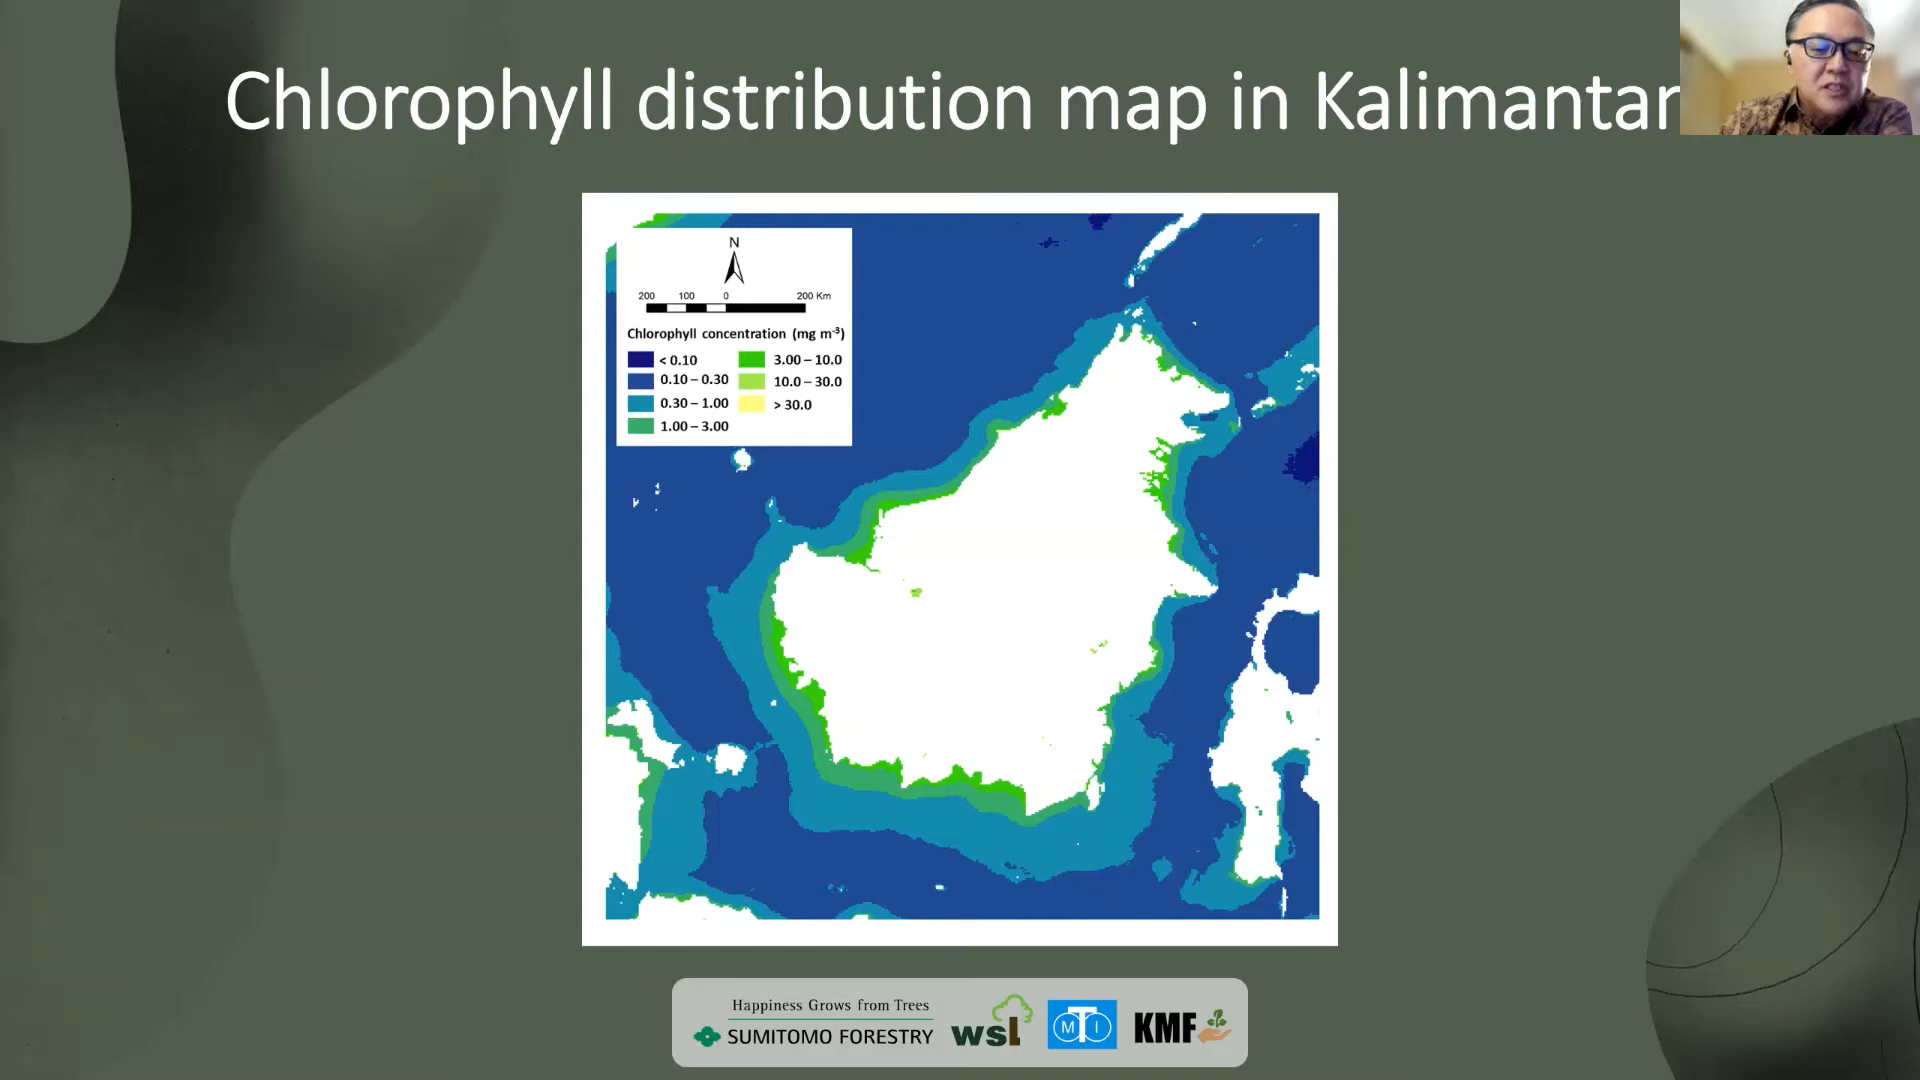 Chlorophyll distribution map in Kalimantan
N
200 100 0 200 Km
Chlorophyll concentration (mg m-3)
< 0.10
0.10 – 0.30
0.30 – 1.00
1.00 – 3.00
3.00 – 10.0
10.0 – 30.0
> 30.0
Happiness Grows from Trees
SUMITOMO FORESTRY
wsl
MTI
KMF